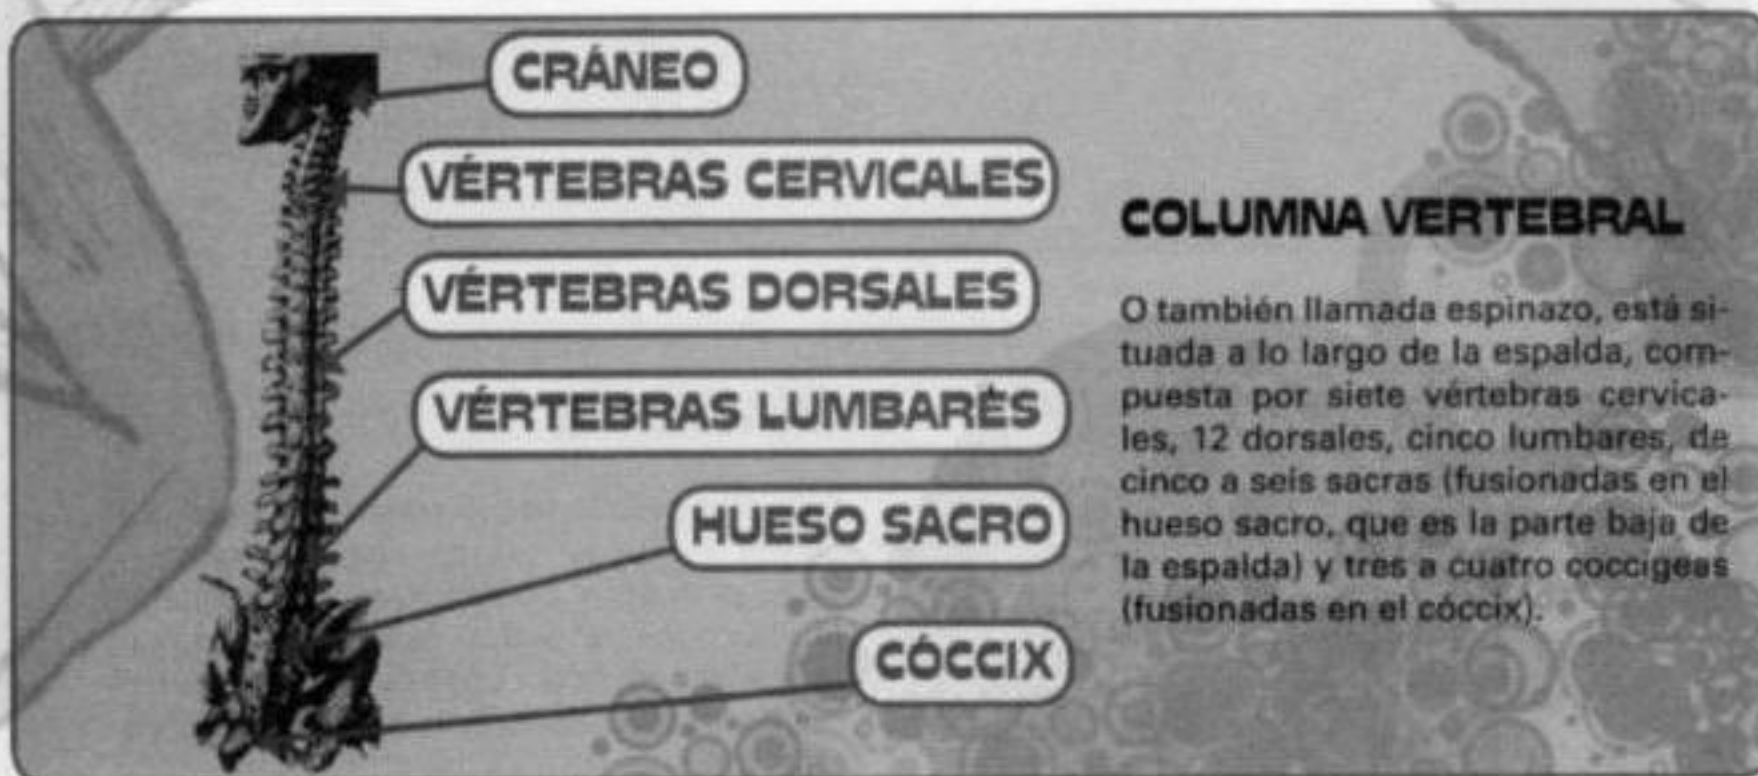 CRÁNEO
VÉRTEBRAS CERVICALES
VÉRTEBRAS DORSALES
VÉRTEBRAS LUMBARES
HUESO SACRO
CÓCCIX
COLUMNA VERTEBRAL
O también llamada espinazo, está si-
tuada a lo largo de la espalda, com-
puesta por siete vértebras cervica-
les, 12 dorsales, cinco lumbares, de
cinco a seis sacras (fusionadas en el
hueso sacro, que es la parte baja de
la espalda) y tres a cuatro coccígeas
(fusionadas en el cóccix).